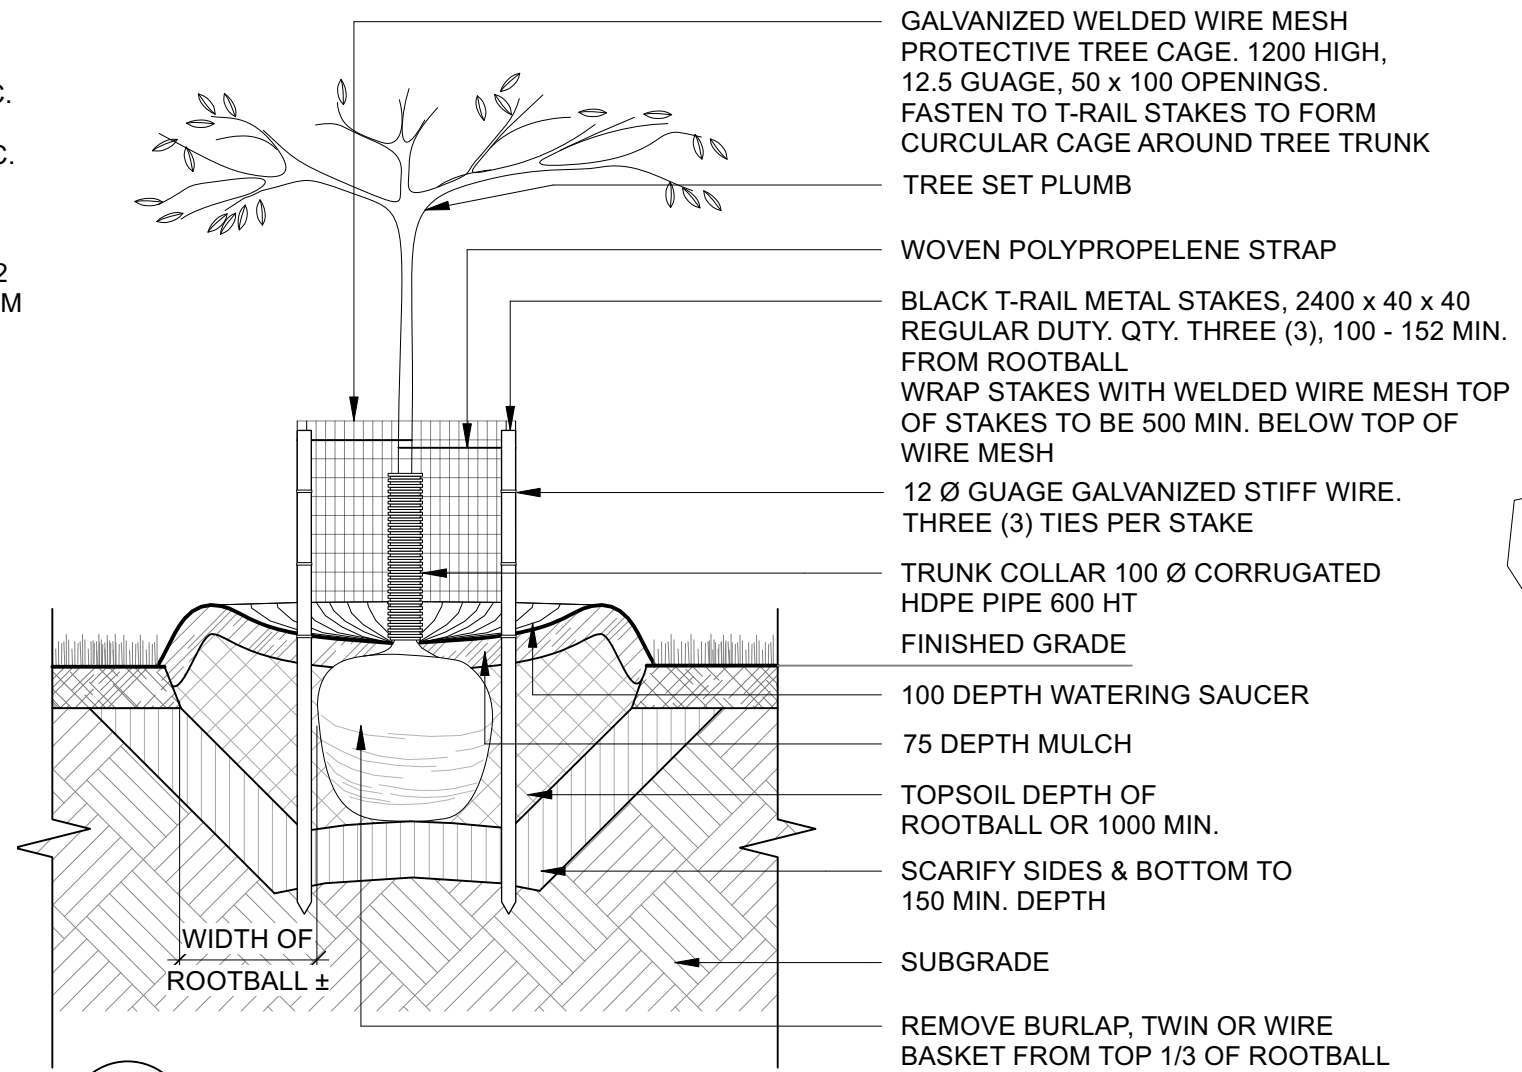 C.
C.
2
M
GALVANIZED WELDED WIRE MESH
PROTECTIVE TREE CAGE. 1200 HIGH,
12.5 GUAGE, 50 x 100 OPENINGS.
FASTEN TO T-RAIL STAKES TO FORM
CURCULAR CAGE AROUND TREE TRUNK
TREE SET PLUMB
WOVEN POLYPROPELENE STRAP
BLACK T-RAIL METAL STAKES, 2400 x 40 x 40
REGULAR DUTY. QTY. THREE (3), 100 - 152 MIN.
FROM ROOTBALL
WRAP STAKES WITH WELDED WIRE MESH TOP
OF STAKES TO BE 500 MIN. BELOW TOP OF
WIRE MESH
12 Ø GUAGE GALVANIZED STIFF WIRE.
THREE (3) TIES PER STAKE
TRUNK COLLAR 100 Ø CORRUGATED
HDPE PIPE 600 HT
FINISHED GRADE
100 DEPTH WATERING SAUCER
75 DEPTH MULCH
TOPSOIL DEPTH OF
ROOTBALL OR 1000 MIN.
SCARIFY SIDES & BOTTOM TO
150 MIN. DEPTH
WIDTH OF
ROOTBALL ±
SUBGRADE
REMOVE BURLAP, TWIN OR WIRE
BASKET FROM TOP 1/3 OF ROOTBALL